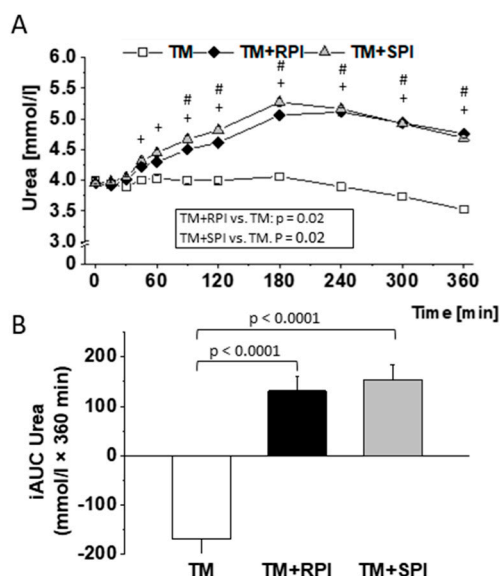 A
TM TM+RPI TM+SPI
# # # #
# #
+ + + + + + + +
Urea [mmol/l]
6.0
5.5
5.0
4.5
4.0
3.5
3.0
0
TM+RPI vs. TM: p = 0.02
TM+SPI vs. TM. P = 0.02
0 60 120 180 240 300 360
Time [min]
B
p < 0.0001
p < 0.0001
iAUC Urea
(mmol/l × 360 min)
200
100
0
-100
-200
TM TM+RPI TM+SPI